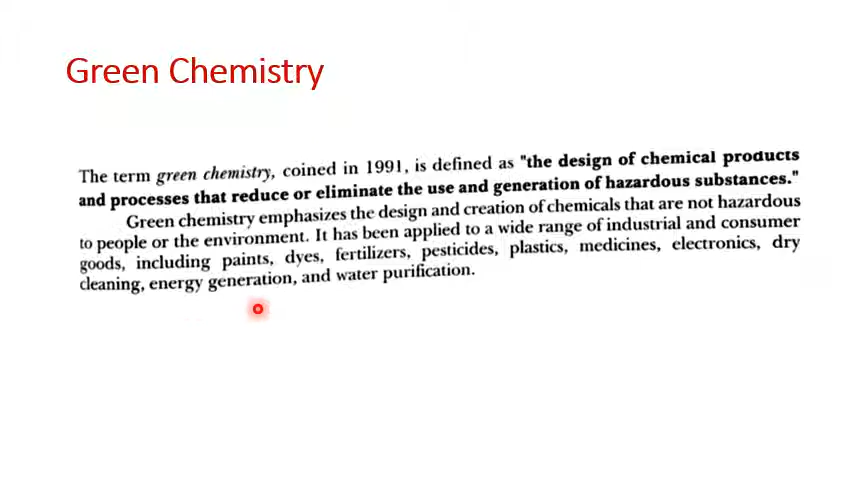 Green Chemistry
The term green chemistry, coined in 1991, is defined as "the design of chemical products
and processes that reduce or eliminate the use and generation of hazardous substances."
Green chemistry emphasizes the design and creation of chemicals that are not hazardous
to people or the environment. It has been applied to a wide range of industrial and consumer
goods, including paints, dyes, fertilizers, pesticides, plastics, medicines, electronics, dry
cleaning, energy generation, and water purification.